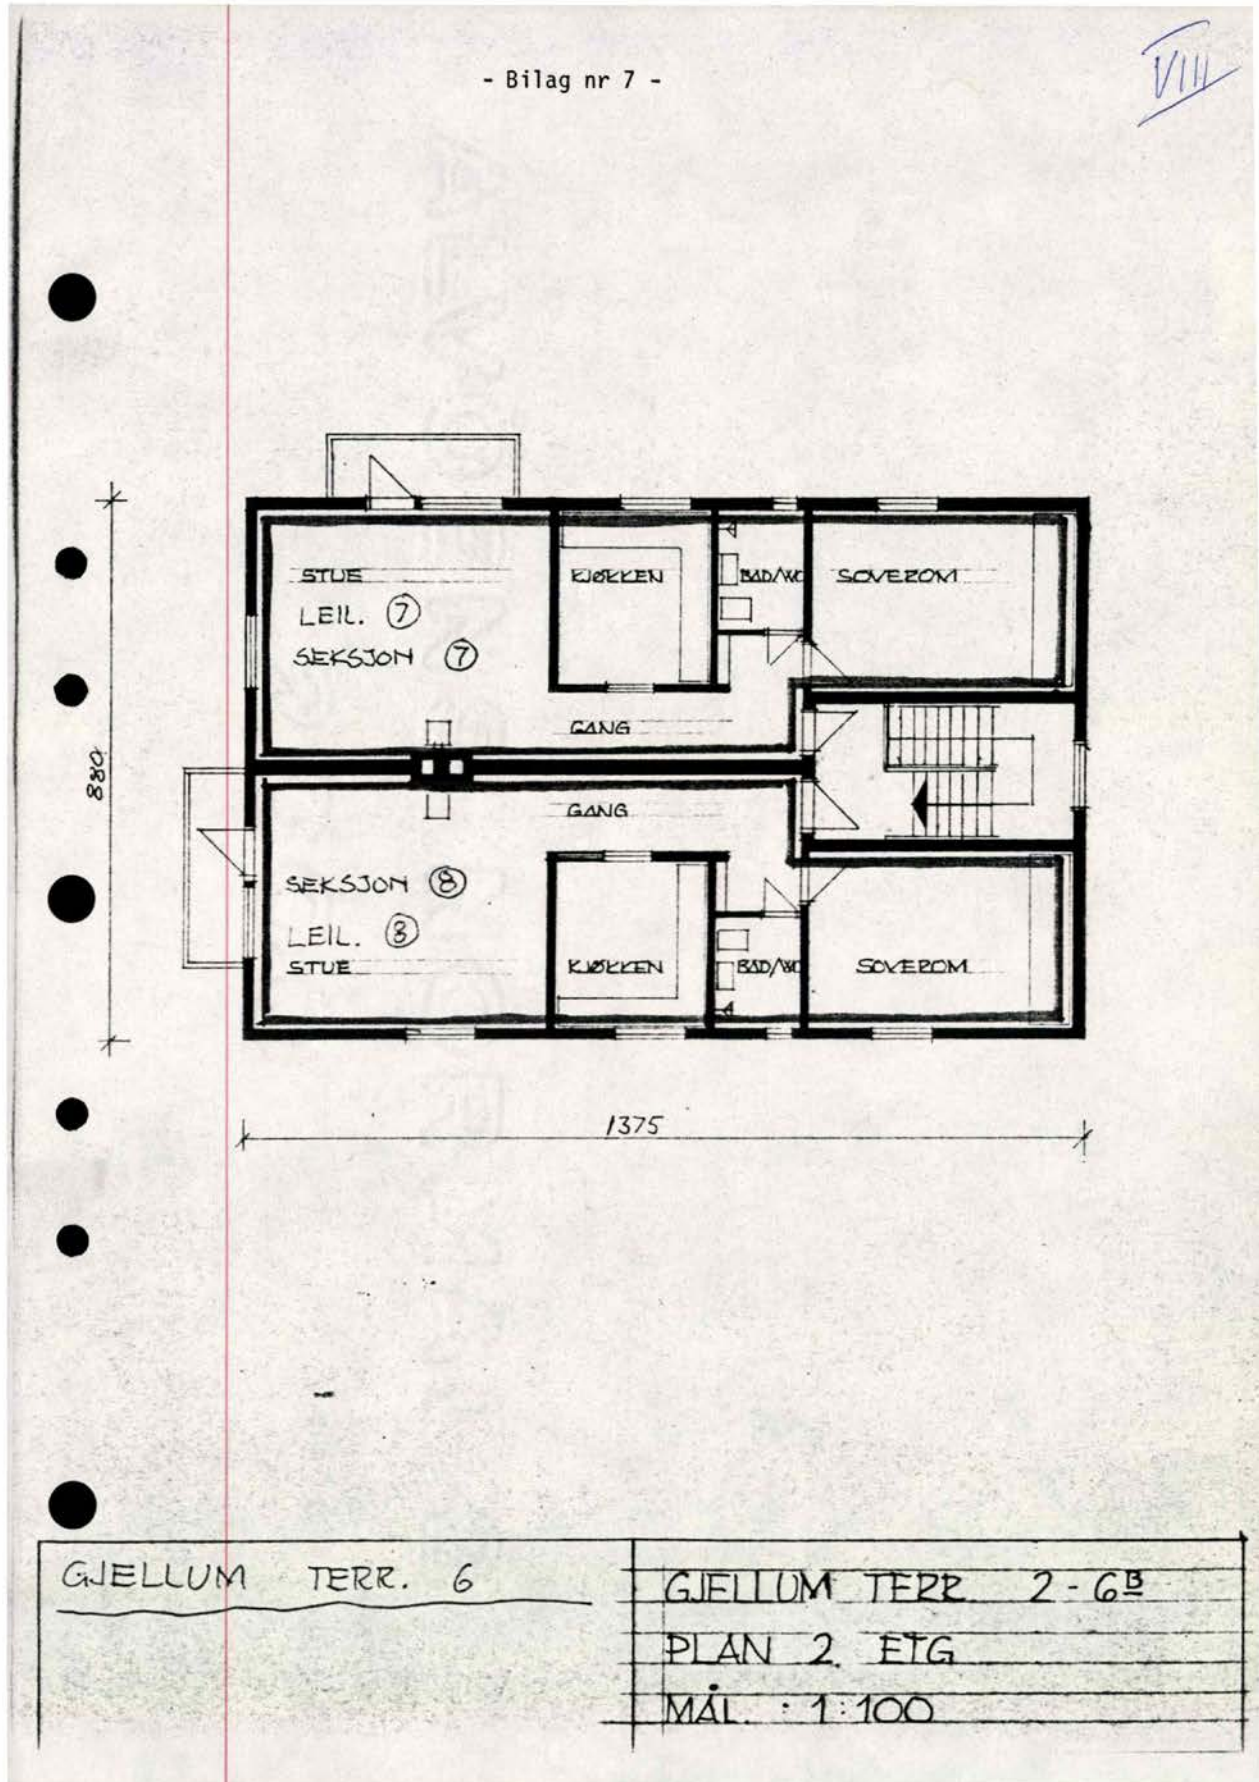 - Bilag nr 7 -
VIII
STUE
KJØKKEN
BAD/WC
SOVEROM
LEIL. 7
SEKSJON 7
GANG
880
GANG
SEKSJON 8
LEIL. 8
STUE
KJØKKEN
BAD/WC
SOVEROM
1375
GJELLUM TERR. 6
GJELLUM TERR. 2 - 6B
PLAN 2. ETG
MÅL. : 1:100